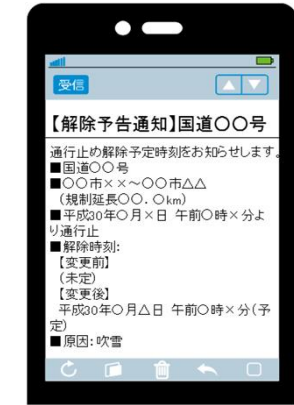 受信
【解除予告通知】国道〇〇号
通行止め解除予定時刻をお知らせします。
■国道〇〇号
■〇〇市××～〇〇市△△
（規制延長〇〇．〇km）
■平成30年〇月×日 午前〇時×分よ
り通行止
■解除時刻：
【変更前】
（未定）
【変更後】
平成30年〇月△日 午前〇時×分（予
定）
■原因：吹雪